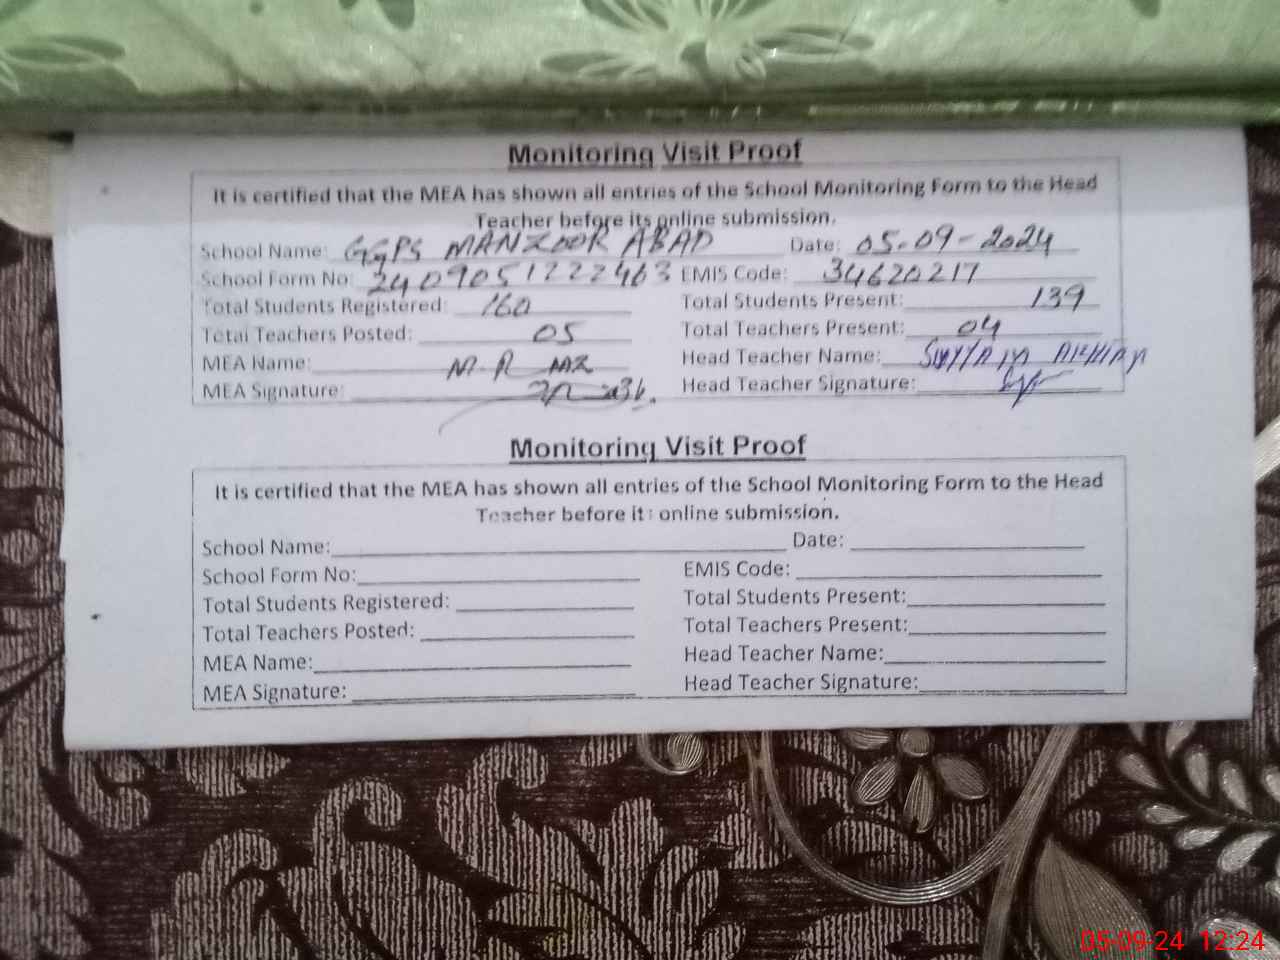 Monitoring Visit Proof
It is certified that the MEA has shown all entries of the School Monitoring Form to the Head
Teacher before its online submission.
School Name: GGPS MANZOOR ABAD Date: 05-09-2024
School Form No: 2409051222463 EMIS Code: 34620217
Total Students Registered: 160 Total Students Present: 139
Total Teachers Posted: 05 Total Teachers Present: 04
MEA Name: Head Teacher Name:
MEA Signature: Head Teacher Signature:
Monitoring Visit Proof
It is certified that the MEA has shown all entries of the School Monitoring Form to the Head
Teacher before its online submission.
School Name: Date:
School Form No: EMIS Code:
Total Students Registered: Total Students Present:
Total Teachers Posted: Total Teachers Present:
MEA Name: Head Teacher Name:
MEA Signature: Head Teacher Signature:
05-09-24 12:24